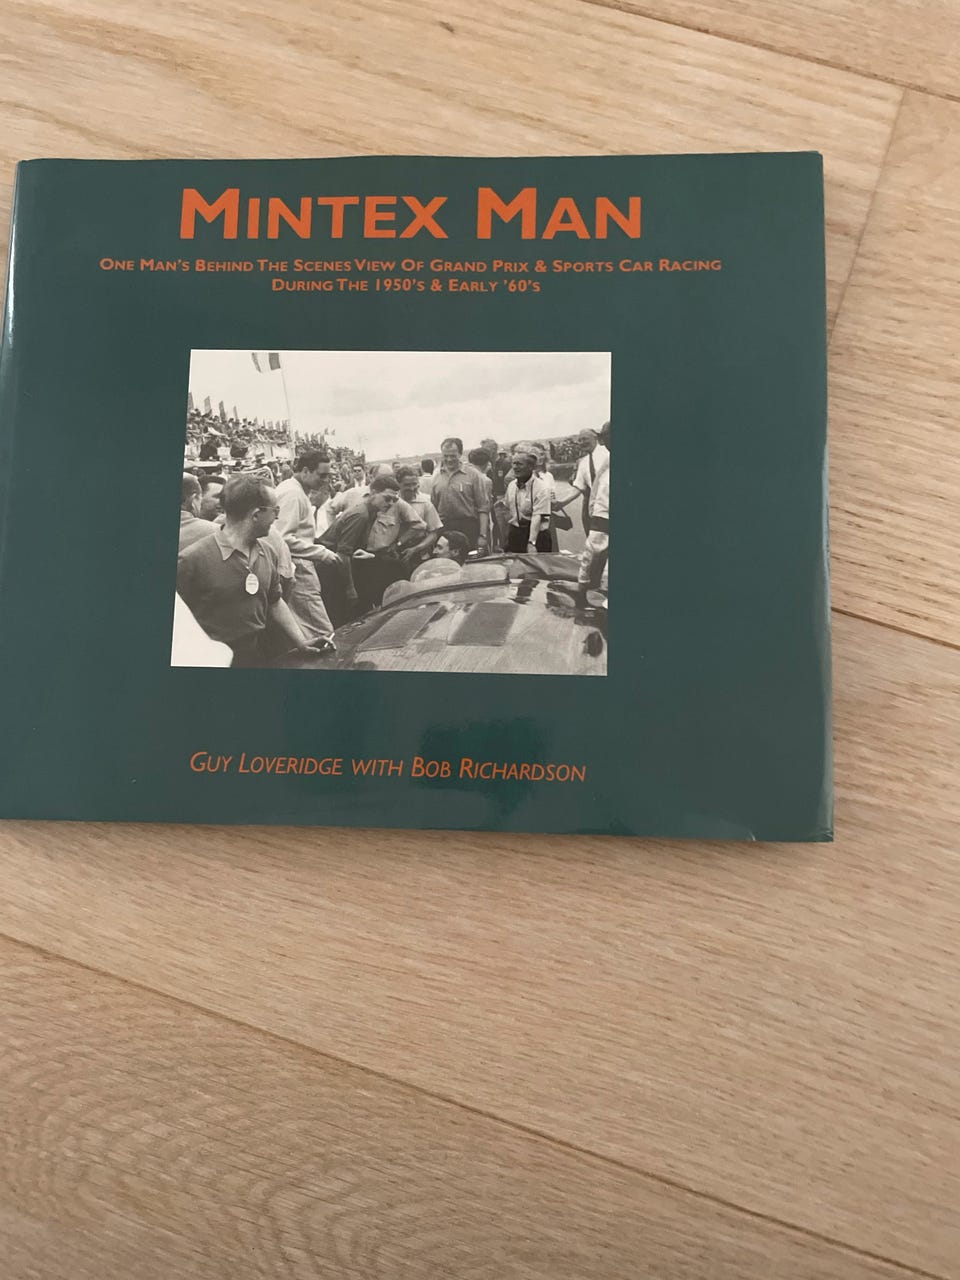 Mintex Man
One Man's Behind The Scenes View Of Grand Prix & Sports Car Racing
During The 1950's & Early '60's
Guy Loveridge with Bob Richardson